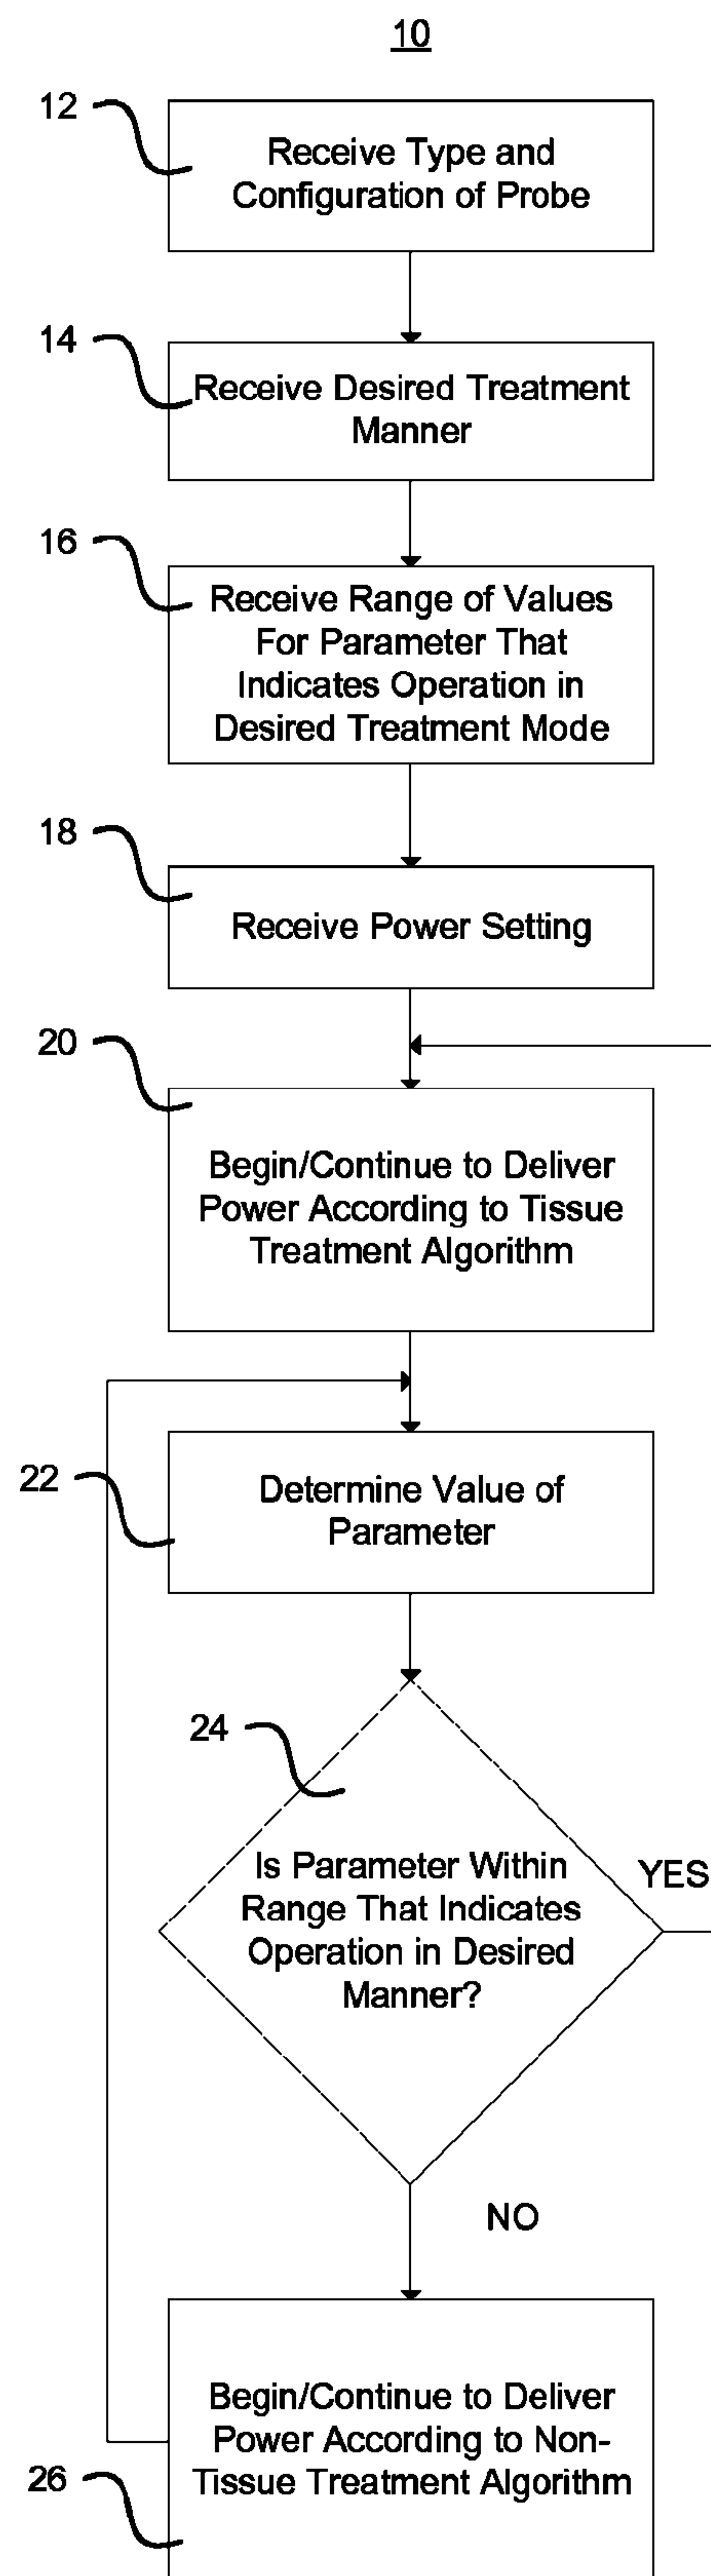 10
12
Receive Type and
Configuration of Probe
14
Receive Desired Treatment
Manner
16
Receive Range of Values
For Parameter That
Indicates Operation in
Desired Treatment Mode
18
Receive Power Setting
20
Begin/Continue to Deliver
Power According to Tissue
Treatment Algorithm
22
Determine Value of
Parameter
24
Is Parameter Within
Range That Indicates
Operation in Desired
Manner?
YES
NO
Begin/Continue to Deliver
Power According to Non-
Tissue Treatment Algorithm
26